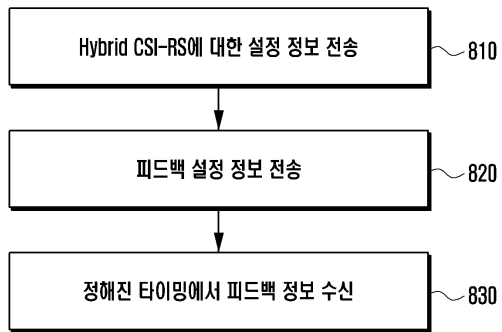 Hybrid CSI-RS에 대한 설정 정보 전송
810
피드백 설정 정보 전송
820
정해진 타이밍에서 피드백 정보 수신
830